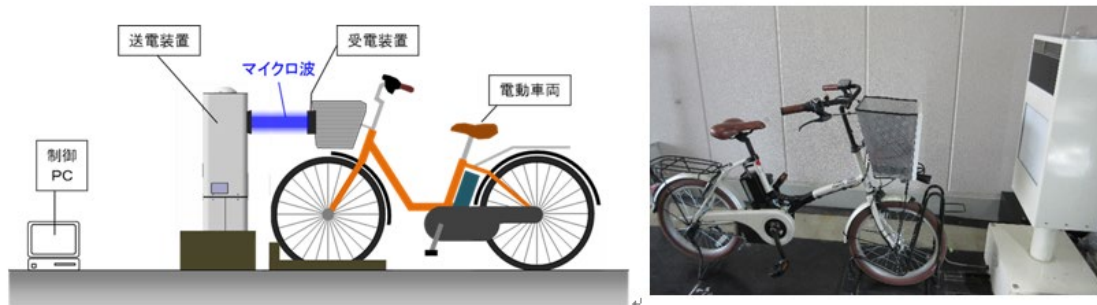 送電装置
受電装置
マイクロ波
電動車両
制御
PC